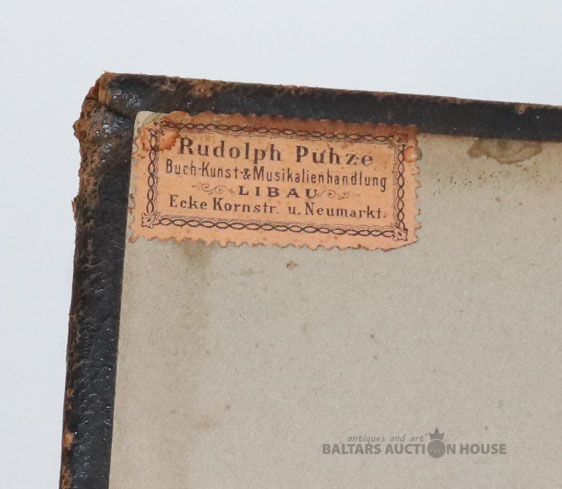 Rudolph Puhze
Buch-Kunst-& Musikalienhandlung
LIBAU
Ecke Kornstr. u. Neumarkt.
antiques and art
BALTARS AUCTION HOUSE